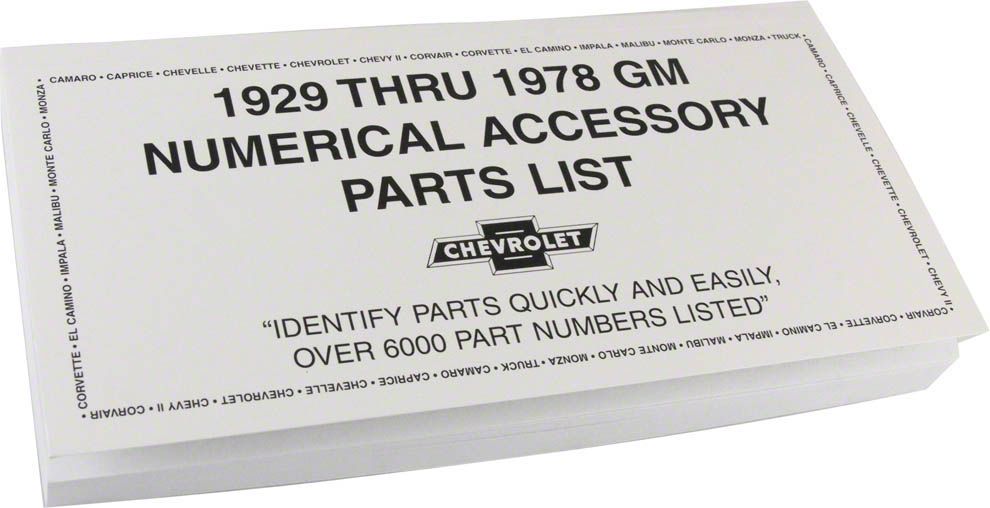 CAMARO • CAPRICE • CHEVELLE • CHEVETTE • CHEVROLET • CHEVY II • CORVAIR • CORVETTE • EL CAMINO • IMPALA • MALIBU • MONTE CARLO • MONZA • TRUCK •
CAMARO • CAPRICE • CHEVELLE • CHEVETTE • CHEVROLET • CHEVY II •
1929 THRU 1978 GM
NUMERICAL ACCESSORY
PARTS LIST
CHEVROLET
“IDENTIFY PARTS QUICKLY AND EASILY,
OVER 6000 PART NUMBERS LISTED”
CORVAIR • CORVETTE • EL CAMINO • IMPALA • MALIBU • MONTE CARLO • MONZA • TRUCK • CAMARO • CAPRICE • CHEVELLE • CHEVROLET • CHEVY II • CORVAIR
• CORVETTE • EL CAMINO • IMPALA • MALIBU • MONTE CARLO • MONZA •